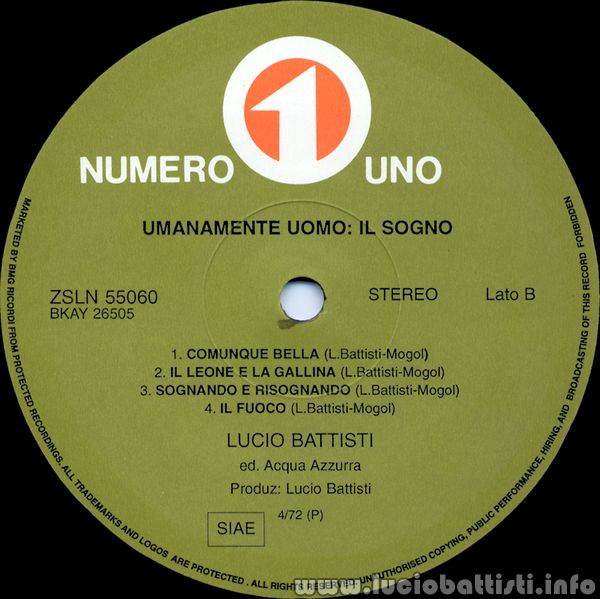 1
NUMERO UNO
UMANAMENTE UOMO: IL SOGNO
ZSLN 55060
BKAY 26505
STEREO
Lato B
1. COMUNQUE BELLA (L.Battisti-Mogol)
2. IL LEONE E LA GALLINA (L.Battisti-Mogol)
3. SOGNANDO E RISOGNANDO (L.Battisti-Mogol)
4. IL FUOCO (L.Battisti-Mogol)
LUCIO BATTISTI
ed. Acqua Azzurra
Produz: Lucio Battisti
SIAE
4/72 (P)
MARKETED BY BMG RICORDI FROM PROTECTED RECORDINGS. ALL TRADEMARKS AND LOGOS ARE PROTECTED . ALL RIGHTS RESERVED. UNAUTHORISED COPYING, PUBLIC PERFORMANCE, HIRING, AND BROADCASTING OF THIS RECORD FORBIDDEN
www.luciobattisti.info